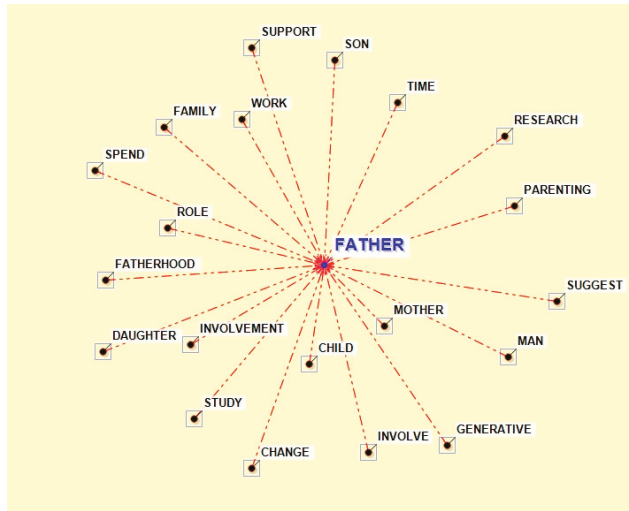 SUPPORT
SON
TIME
WORK
FAMILY
RESEARCH
SPEND
PARENTING
ROLE
FATHER
FATHERHOOD
SUGGEST
MOTHER
INVOLVEMENT
DAUGHTER
MAN
CHILD
STUDY
GENERATIVE
INVOLVE
CHANGE